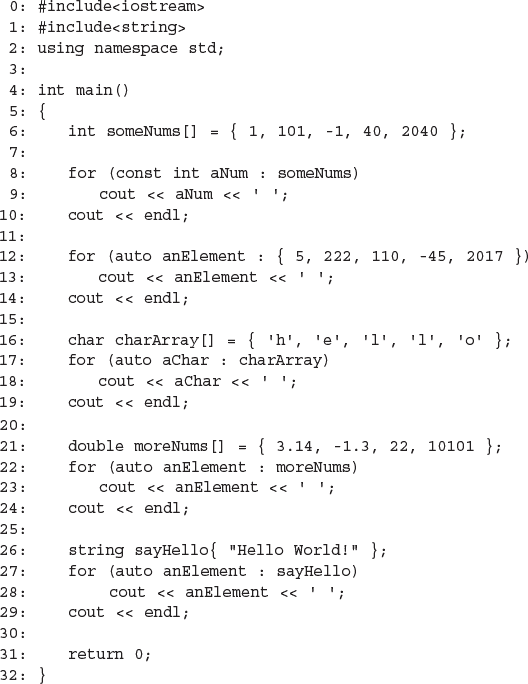 0: #include<iostream>
1: #include<string>
2: using namespace std;
3:
4: int main()
5: {
6:    int someNums[] = { 1, 101, -1, 40, 2040 };
7:
8:    for (const int aNum : someNums)
9:       cout << aNum << ' ';
10:    cout << endl;
11:
12:    for (auto anElement : { 5, 222, 110, -45, 2017 })
13:       cout << anElement << ' ';
14:    cout << endl;
15:
16:    char charArray[] = { 'h', 'e', 'l', 'l', 'o' };
17:    for (auto aChar : charArray)
18:       cout << aChar << ' ';
19:    cout << endl;
20:
21:    double moreNums[] = { 3.14, -1.3, 22, 10101 };
22:    for (auto anElement : moreNums)
23:       cout << anElement << ' ';
24:    cout << endl;
25:
26:    string sayHello{ "Hello World!" };
27:    for (auto anElement : sayHello)
28:        cout << anElement << ' ';
29:    cout << endl;
30:
31:    return 0;
32: }